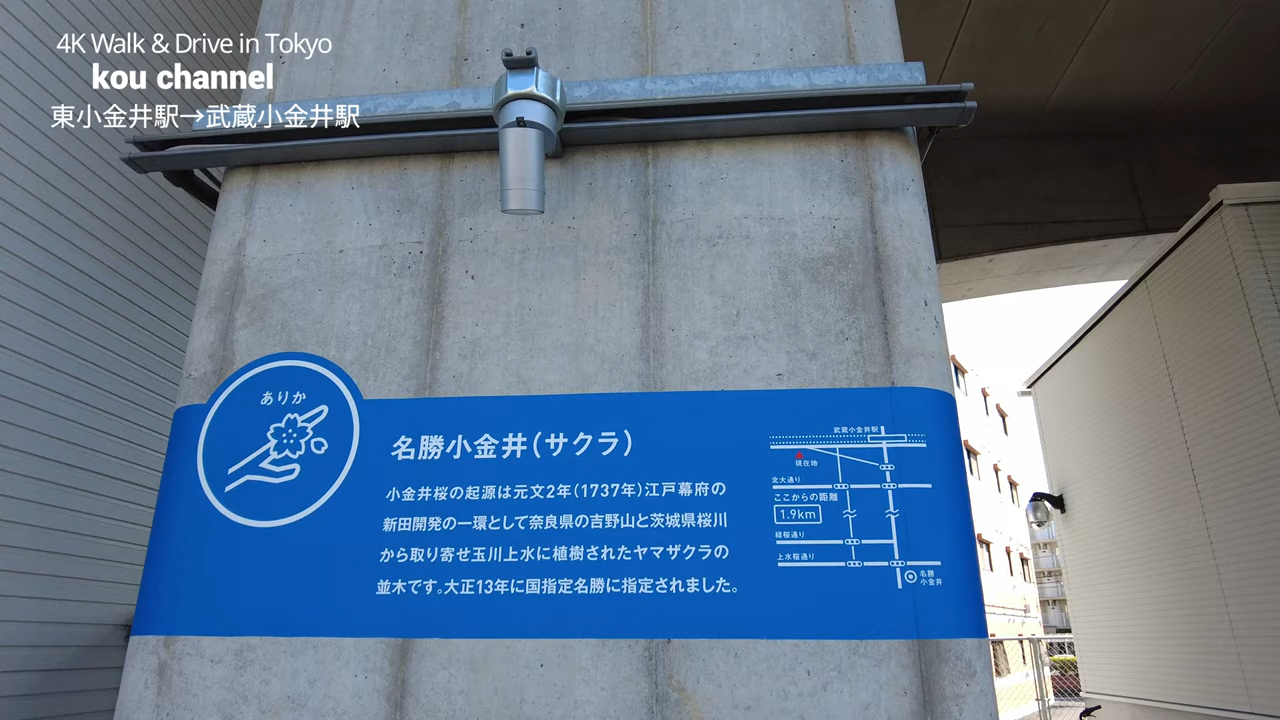 4K Walk & Drive in Tokyo
kou channel
東小金井駅→武蔵小金井駅
ありか
名勝小金井(サクラ)
小金井桜の起源は元文2年(1737年)江戸幕府の
新田開発の一環として奈良県の吉野山と茨城県桜川
から取り寄せ玉川上水に植樹されたヤマザクラの
並木です。大正13年に国指定名勝に指定されました。
武蔵小金井駅
現在地
北大通り
ここからの距離
1.9km
緑桜通り
上水桜通り
名勝
小金井